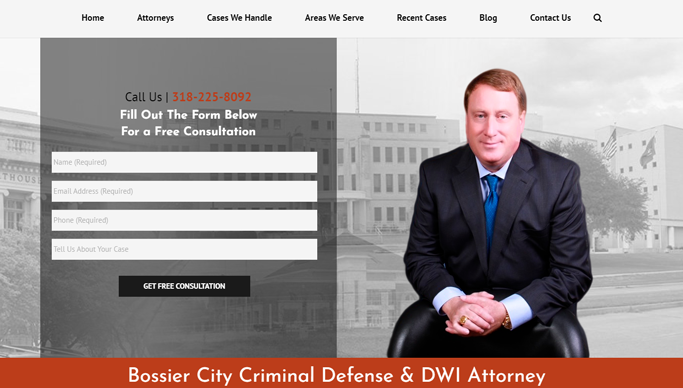 Home Attorneys Cases We Handle Areas We Serve Recent Cases Blog Contact Us
Call Us | 318-225-8092
Fill Out The Form Below
For a Free Consultation
Name (Required)
Email Address (Required)
Phone (Required)
Tell Us About Your Case
GET FREE CONSULTATION
Bossier City Criminal Defense & DWI Attorney